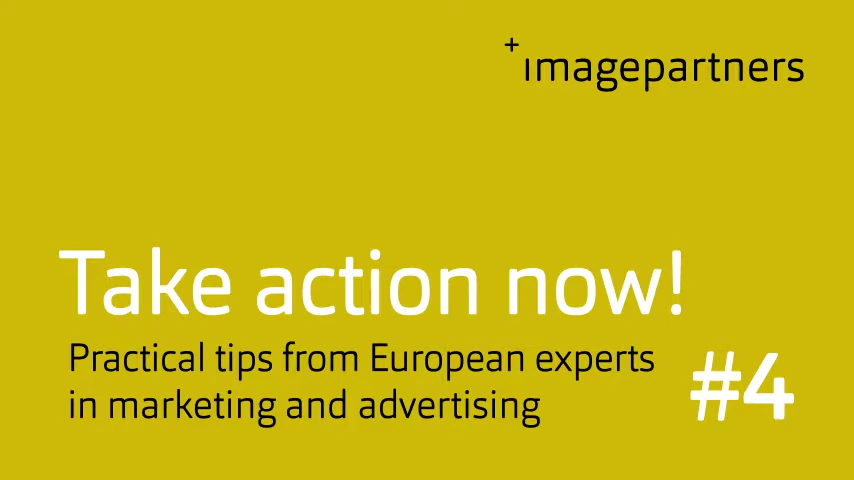 +imagepartners
Take action now!
Practical tips from European experts
in marketing and advertising
#4